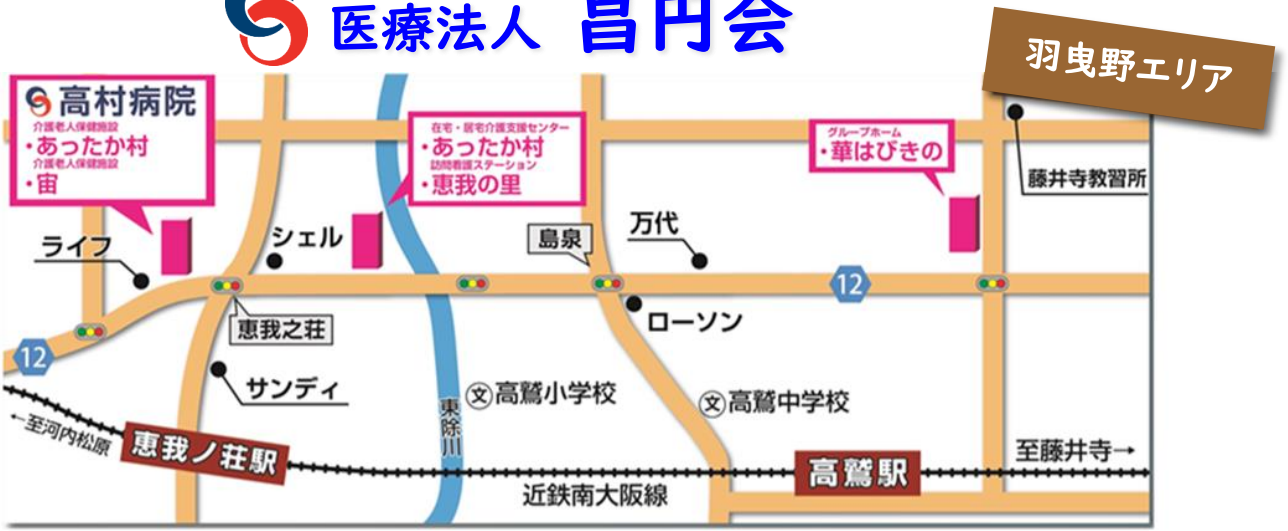 医療法人 昌円会
羽曳野エリア
高村病院
介護老人保健施設
・あったか村
介護老人保健施設
・宙
在宅・居宅介護支援センター
・あったか村
訪問看護ステーション
・恵我の里
グループホーム
・華はびきの
藤井寺教習所
ライフ
シェル
島泉
万代
12
ローソン
恵我之荘
12
サンディ
東除川
文高鷲小学校
文高鷲中学校
←至河内松原
恵我ノ荘駅
近鉄南大阪線
高鷲駅
至藤井寺→